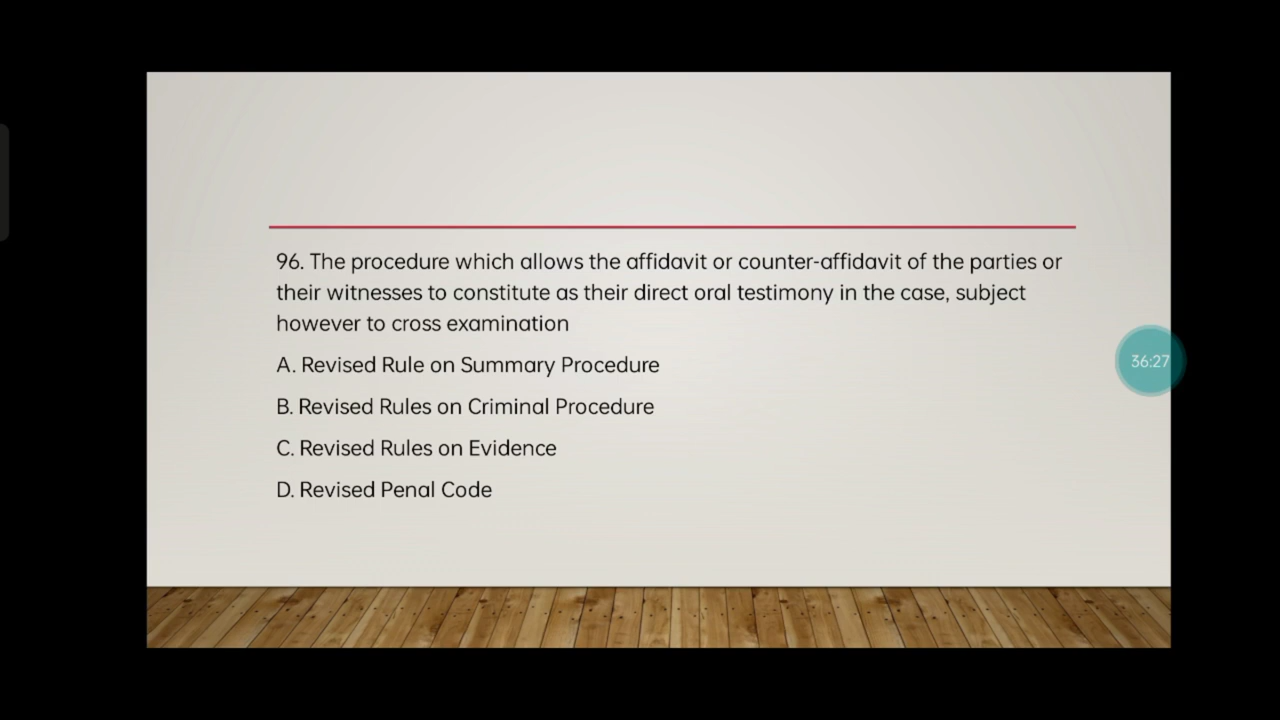 96. The procedure which allows the affidavit or counter-affidavit of the parties or
their witnesses to constitute as their direct oral testimony in the case, subject
however to cross examination
A. Revised Rule on Summary Procedure
B. Revised Rules on Criminal Procedure
C. Revised Rules on Evidence
D. Revised Penal Code
36:27